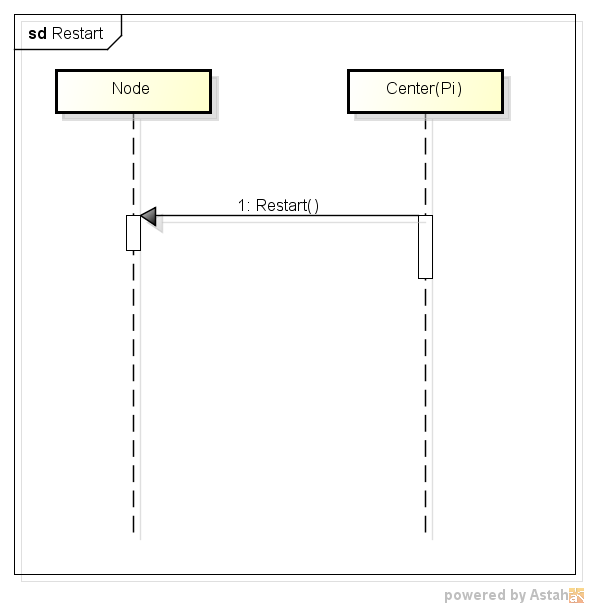 sd Restart
Node
Center(Pi)
1: Restart()
powered by Astah